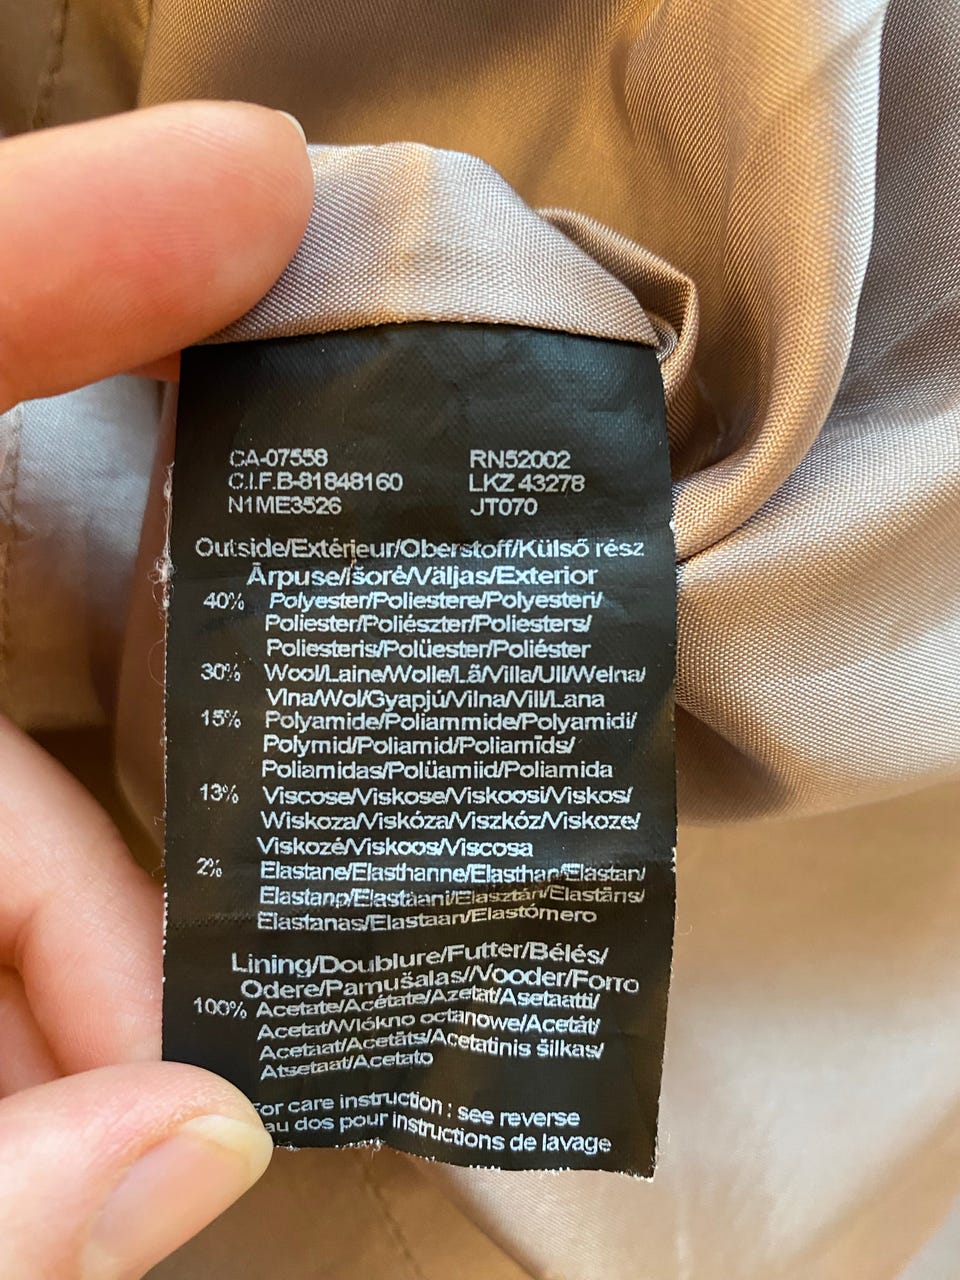 CA-07558 RN52002
C.I.F.B-81848160 LKZ 43278
N1ME3526 JT070
Outside/Extérieur/Oberstoff/Külső rész
Ārpuse/Išorė/Väljas/Exterior
40% Polyester/Poliestere/Polyesteri/
Poliester/Poliészter/Poliesters/
Poliesteris/Polüester/Poliéster
30% Wool/Laine/Wolle/Lã/Villa/Ull/Wełna/
Vlna/Wol/Gyapjú/Vilna/Vill/Lana
15% Polyamide/Poliammide/Polyamidi/
Polymid/Poliamid/Poliamīds/
Poliamidas/Polüamiid/Poliamida
13% Viscose/Viskose/Viskoosi/Viskos/
Wiskoza/Viskóza/Viszkóz/Viskoze/
Viskozé/Viskoos/Viscosa
2% Elastane/Elasthanne/Elasthan/Elastan/
Elastanp/Elastaani/Elasztán/Elastāns/
Elastanas/Elastaan/Elastómero
Lining/Doublure/Futter/Bélés/
Odere/Pamušalas/Vooder/Forro
100% Acetate/Acétate/Azetat/Asetaatti/
Acetat/Wlókno octanowe/Acetát/
Acetaat/Acetāts/Acetatinis šilkas/
Atsetaat/Acetato
For care instruction : see reverse
au dos pour instructions de lavage